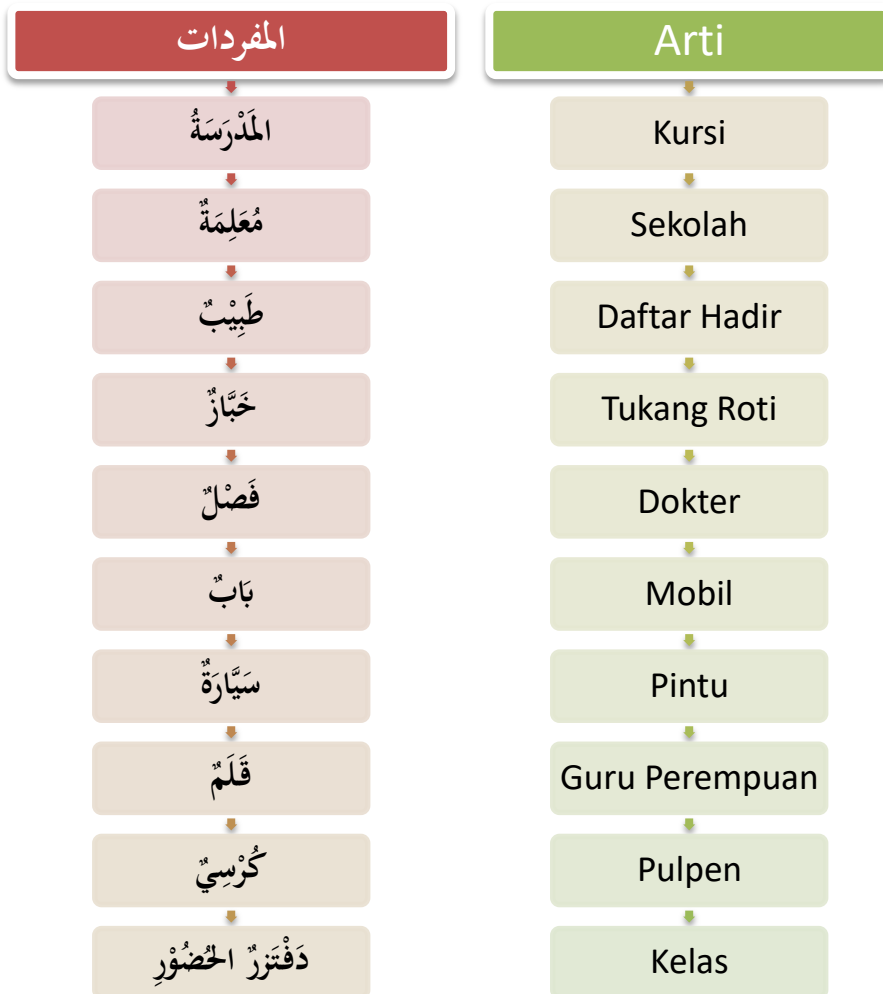 المفردات
المَدْرَسَةُ
مُعَلِمَةٌ
طَبِيْبٌ
خَبَّازٌ
فَصْلٌ
بَابٌ
سَيَّارَةٌ
قَلَمٌ
كُرْسِيٌ
دَفْتَزرٌ الحُضُوْرِ
Arti
Kursi
Sekolah
Daftar Hadir
Tukang Roti
Dokter
Mobil
Pintu
Guru Perempuan
Pulpen
Kelas